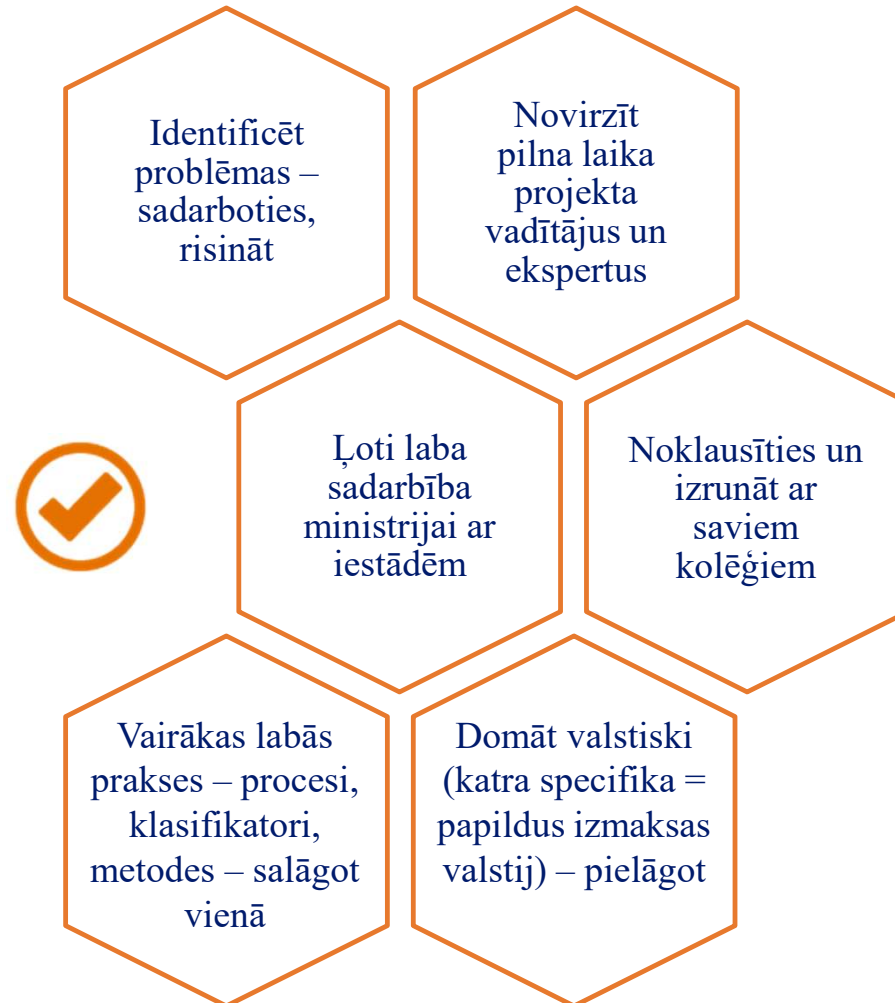 Identificēt
problēmas –
sadarboties,
risināt
Novirzīt
pilna laika
projekta
vadītājus un
ekspertus
Ļoti laba
sadarbība
ministrijai ar
iestādēm
Noklausīties un
izrunāt ar
saviem
kolēģiem
Vairākas labās
prakses – procesi,
klasifikatori,
metodes – salāgot
vienā
Domāt valstiski
(katra specifika =
papildus izmaksas
valstij) – pielāgot